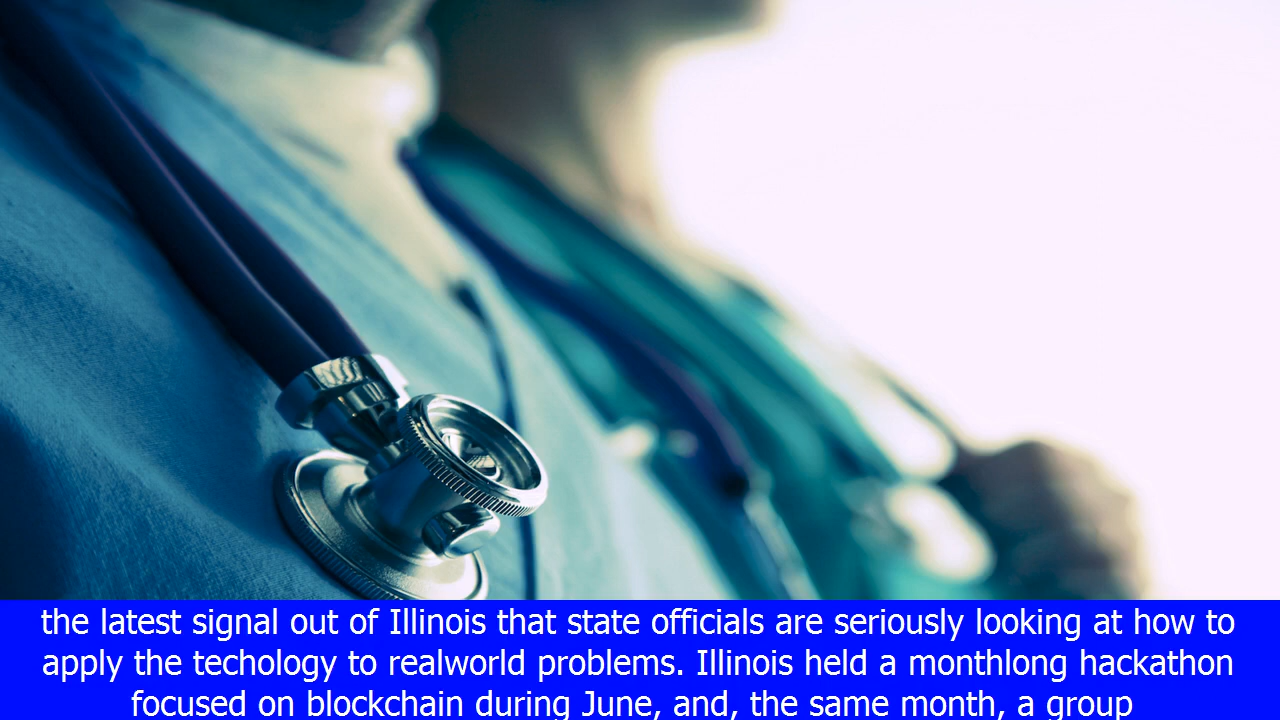 the latest signal out of Illinois that state officials are seriously looking at how to
apply the techology to realworld problems. Illinois held a monthlong hackathon
focused on blockchain during June, and, the same month, a group